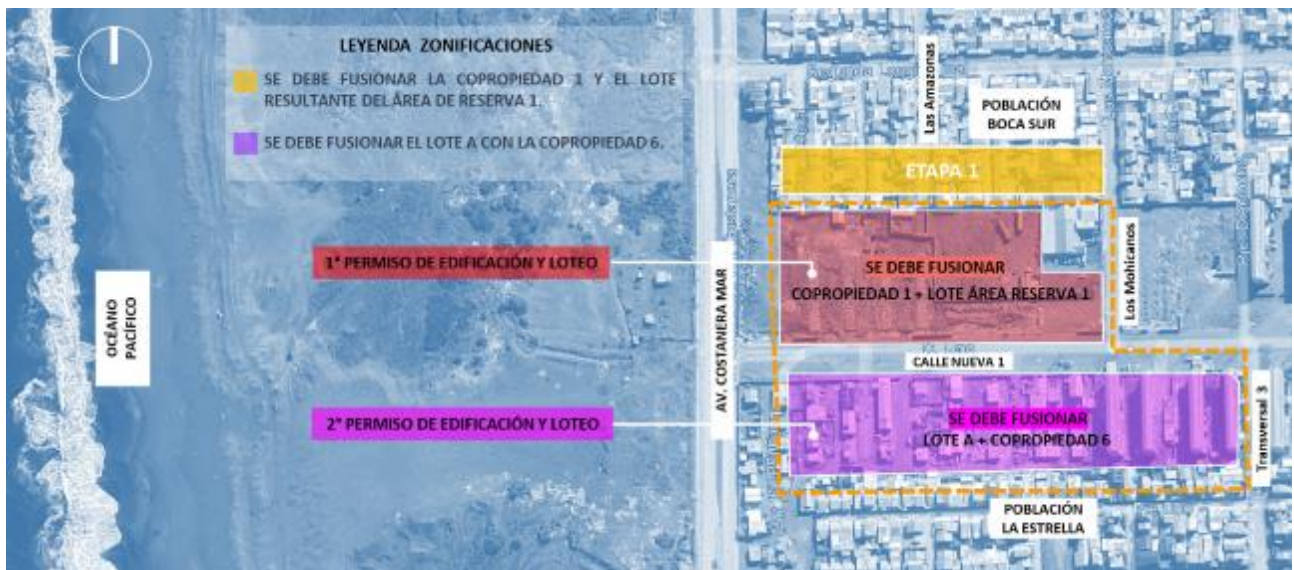 LEYENDA ZONIFICACIONES
SE DEBE FUSIONAR LA COPROPIEDAD 1 Y EL LOTE
RESULTANTE DEL ÁREA DE RESERVA 1.
SE DEBE FUSIONAR EL LOTE A CON LA COPROPIEDAD 6.
Las Amazonas
POBLACIÓN
BOCA SUR
ETAPA 1
1ª PERMISO DE EDIFICACIÓN Y LOTEO
SE DEBE FUSIONAR
COPROPIEDAD 1 + LOTE ÁREA RESERVA 1
Los Mohicanos
OCÉANO
PACÍFICO
AV. COSTANERA MAR
CALLE NUEVA 1
2° PERMISO DE EDIFICACIÓN Y LOTEO
SE DEBE FUSIONAR
LOTE A + COPROPIEDAD 6
Transversal 3
POBLACIÓN
LA ESTRELLA